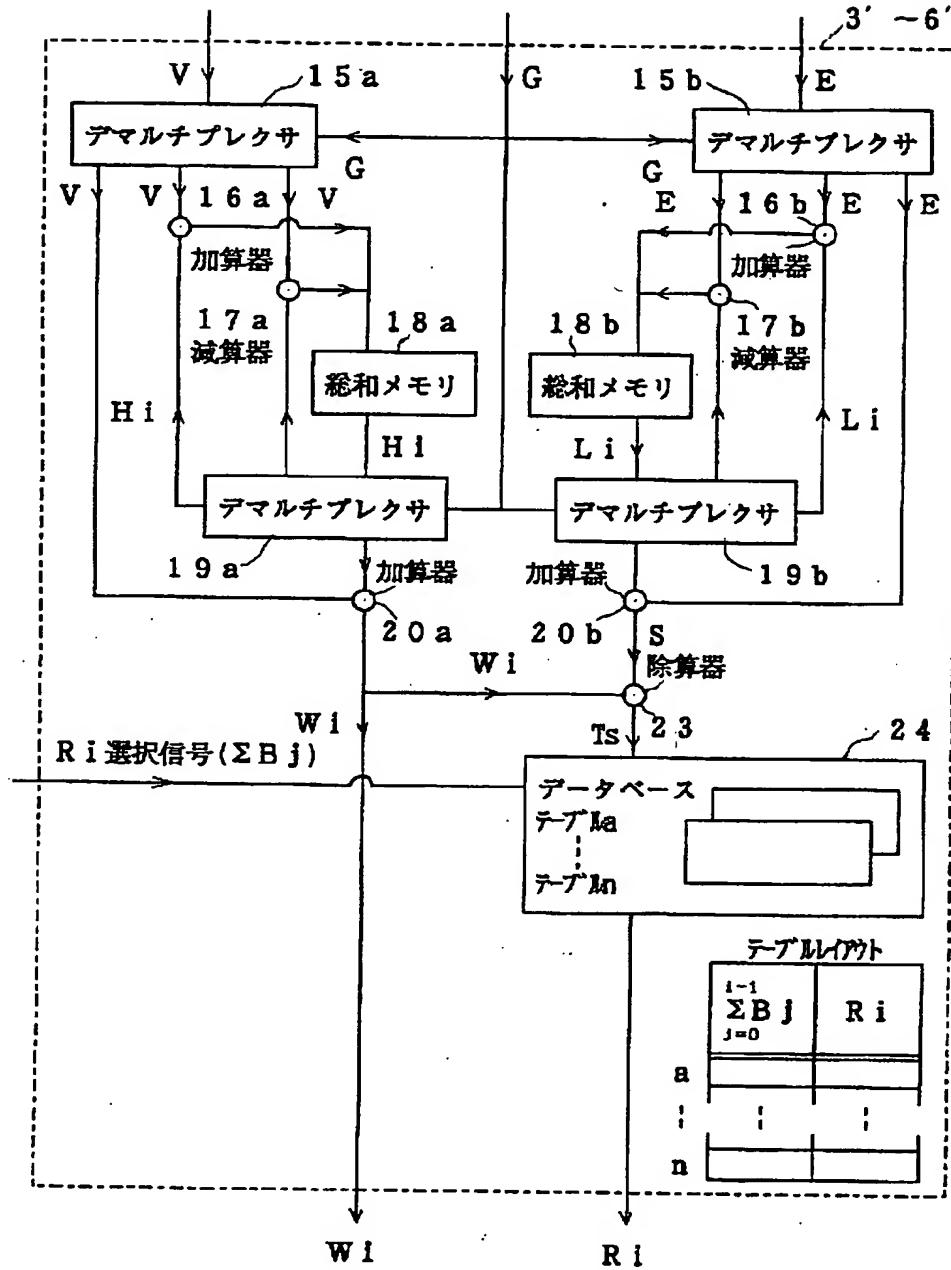 3′ ~6′
V 15a G 15b E
デマルチプレクサ デマルチプレクサ
V V 16a V G G E 16b E E
加算器 加算器
17a 18a 18b 17b
減算器 減算器
総和メモリ 総和メモリ
Hi Hi Li Li
デマルチプレクサ デマルチプレクサ
19a 加算器 加算器 19b
20a 20b S
Wi 除算器
Wi Ts 23 24
Ri選択信号(ΣBj)
データベース
テーブルa
テーブルn
テーブルレイアウト
i-1
ΣBj Ri
j=0
a
n
Wi Ri